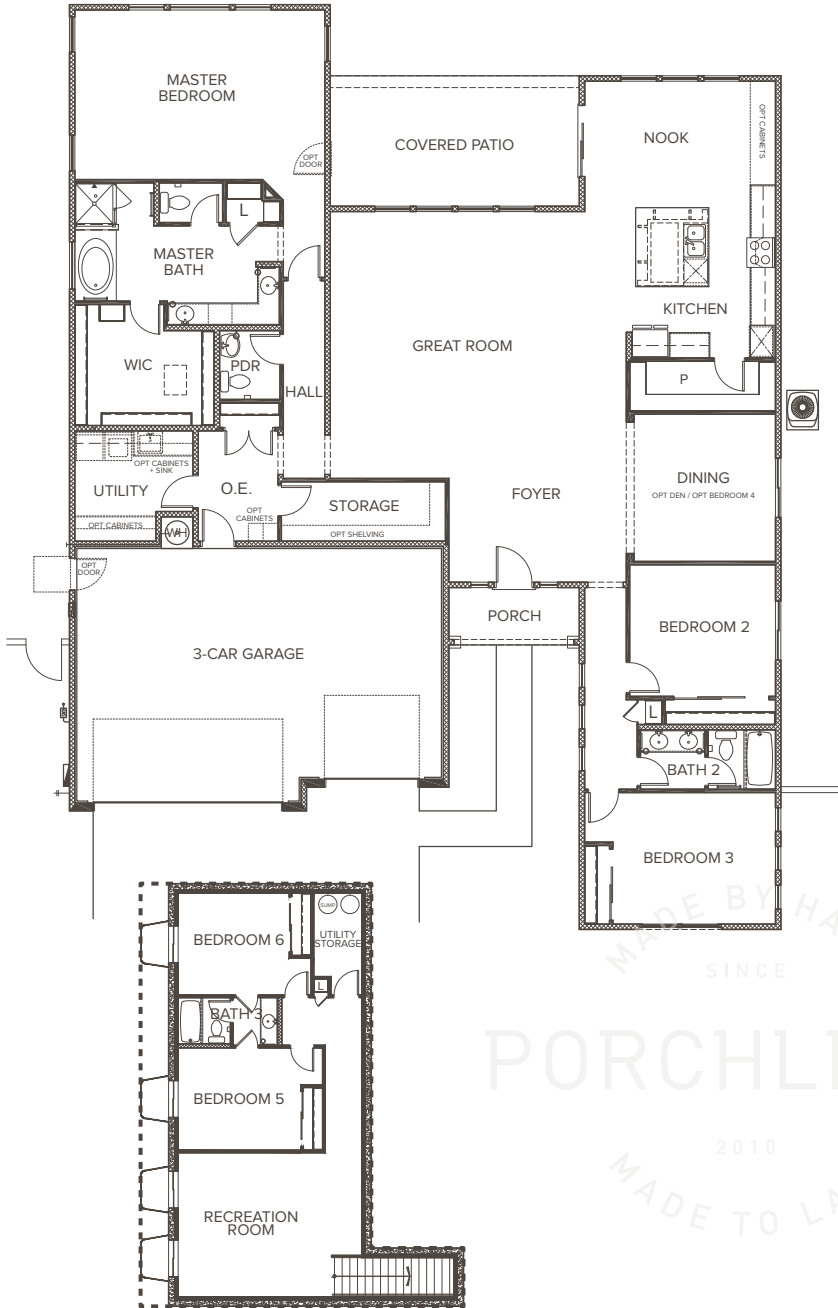 MASTER
BEDROOM
OPT
DOOR
COVERED PATIO
NOOK
OPT CABINETS
L
MASTER
BATH
KITCHEN
GREAT ROOM
WIC
PDR
HALL
P
OPT CABINETS
+ SINK
UTILITY
O.E.
OPT CABINETS
WH
OPT
CABINETS
STORAGE
OPT SHELVING
FOYER
DINING
OPT DEN / OPT BEDROOM 4
OPT
DOOR
PORCH
3-CAR GARAGE
BEDROOM 2
L
BATH 2
BEDROOM 3
BEDROOM 6
SUMP
UTILITY
STORAGE
L
BATH 3
BEDROOM 5
RECREATION
ROOM
MADE BY HA
SINCE
PORCHLI
2010
MADE TO LA